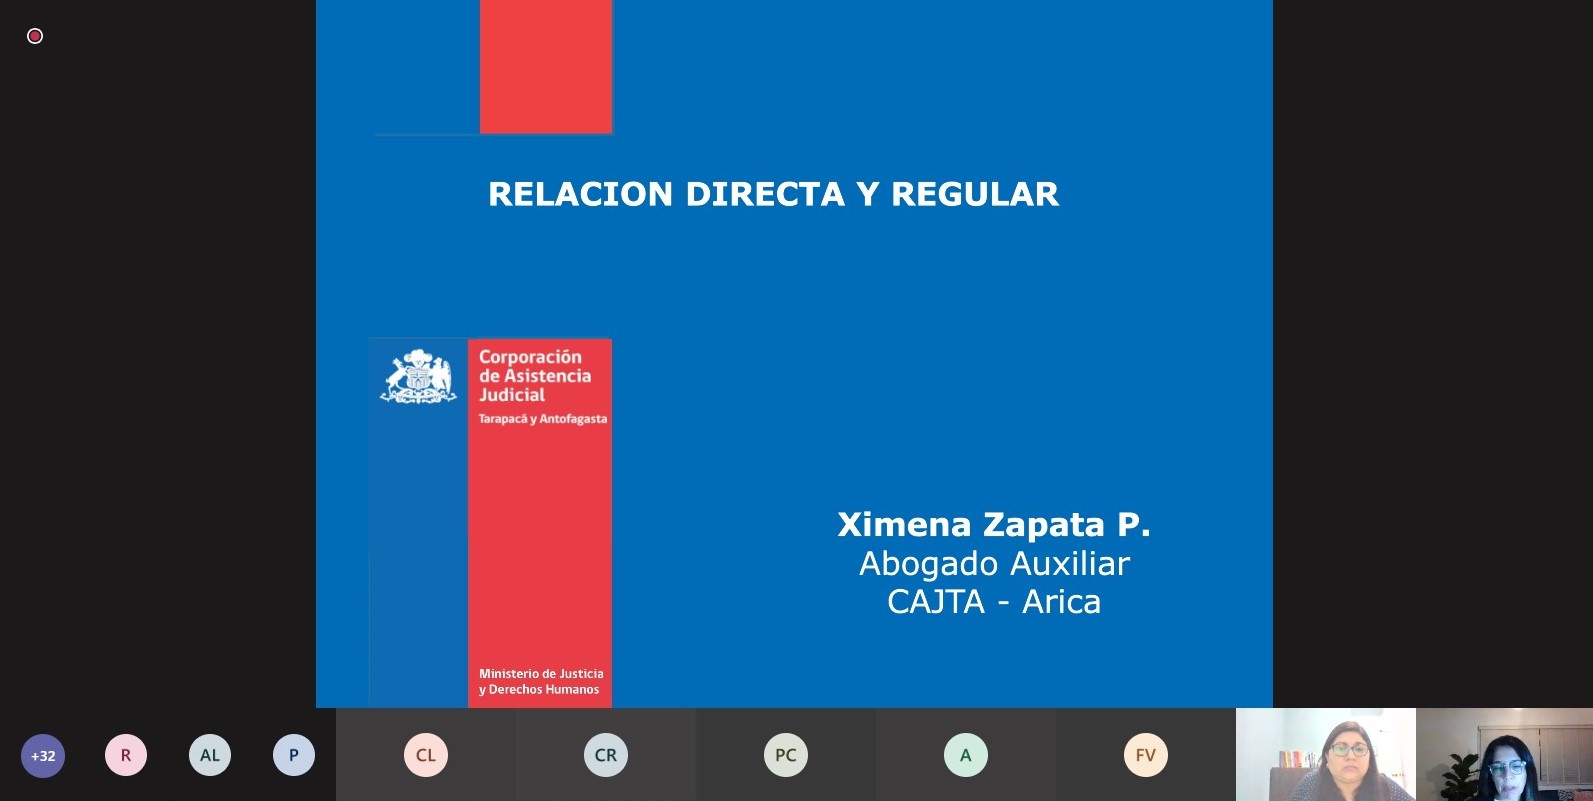 RELACION DIRECTA Y REGULAR
Corporación
de Asistencia
Judicial
Tarapacá y Antofagasta
Ximena Zapata P.
Abogado Auxiliar
CAJTA - Arica
Ministerio de Justicia
y Derechos Humanos
+32
R
AL
P
CL
CR
PC
A
FV